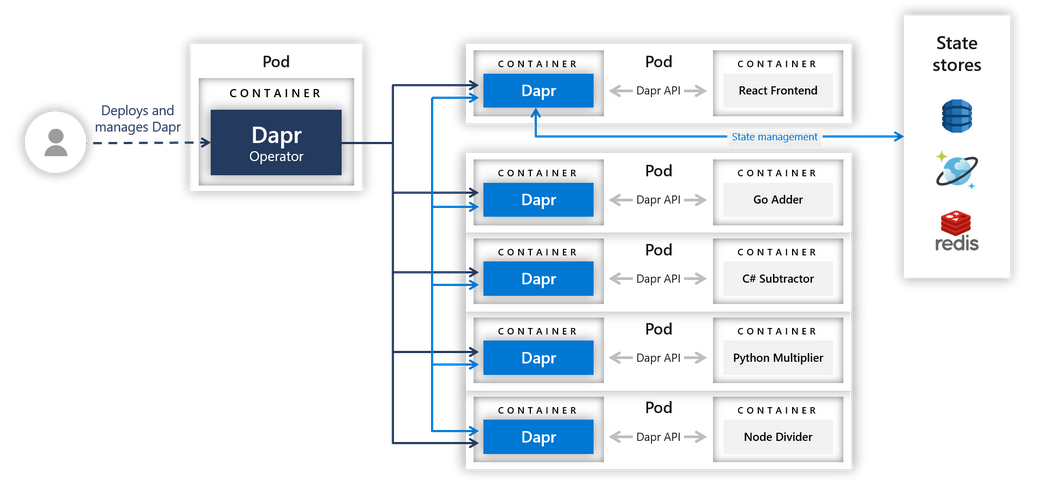 Deploys and
manages Dapr
Pod
CONTAINER
Dapr
Operator
CONTAINER
Dapr
Pod
Dapr API
CONTAINER
React Frontend
State management
CONTAINER
Dapr
Pod
Dapr API
CONTAINER
Go Adder
CONTAINER
Dapr
Pod
Dapr API
CONTAINER
C# Subtractor
CONTAINER
Dapr
Pod
Dapr API
CONTAINER
Python Multiplier
CONTAINER
Dapr
Pod
Dapr API
CONTAINER
Node Divider
State
stores
redis